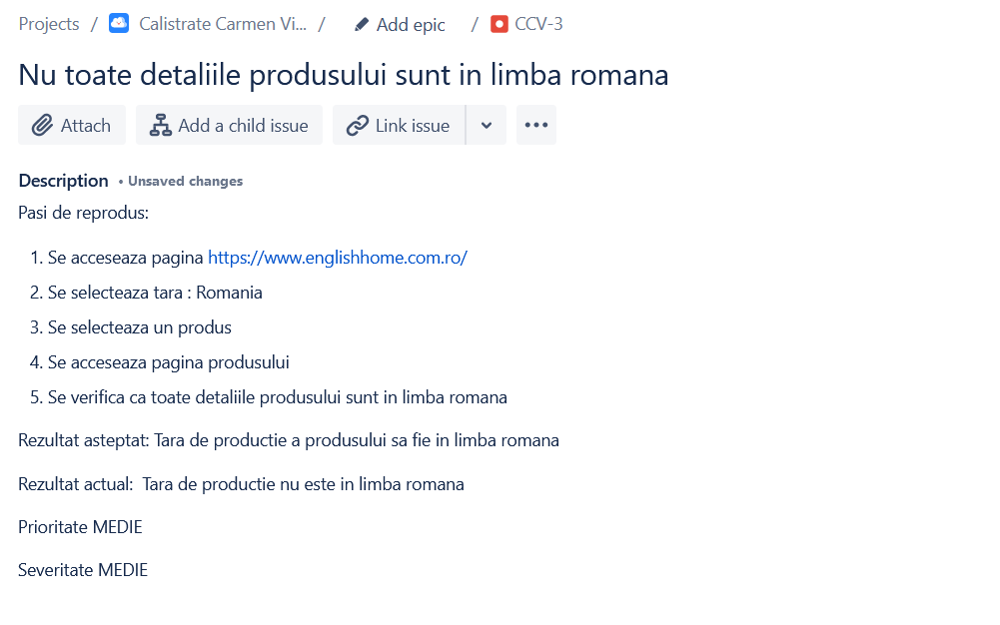 Projects / Calistrate Carmen Vi... / Add epic / CCV-3
Nu toate detaliile produsului sunt in limba romana
Attach Add a child issue Link issue
Description • Unsaved changes
Pasi de reprodus:
1. Se acceseaza pagina https://www.englishhome.com.ro/
2. Se selecteaza tara : Romania
3. Se selecteaza un produs
4. Se acceseaza pagina produsului
5. Se verifica ca toate detaliile produsului sunt in limba romana
Rezultat asteptat: Tara de productie a produsului sa fie in limba romana
Rezultat actual:  Tara de productie nu este in limba romana
Prioritate MEDIE
Severitate MEDIE